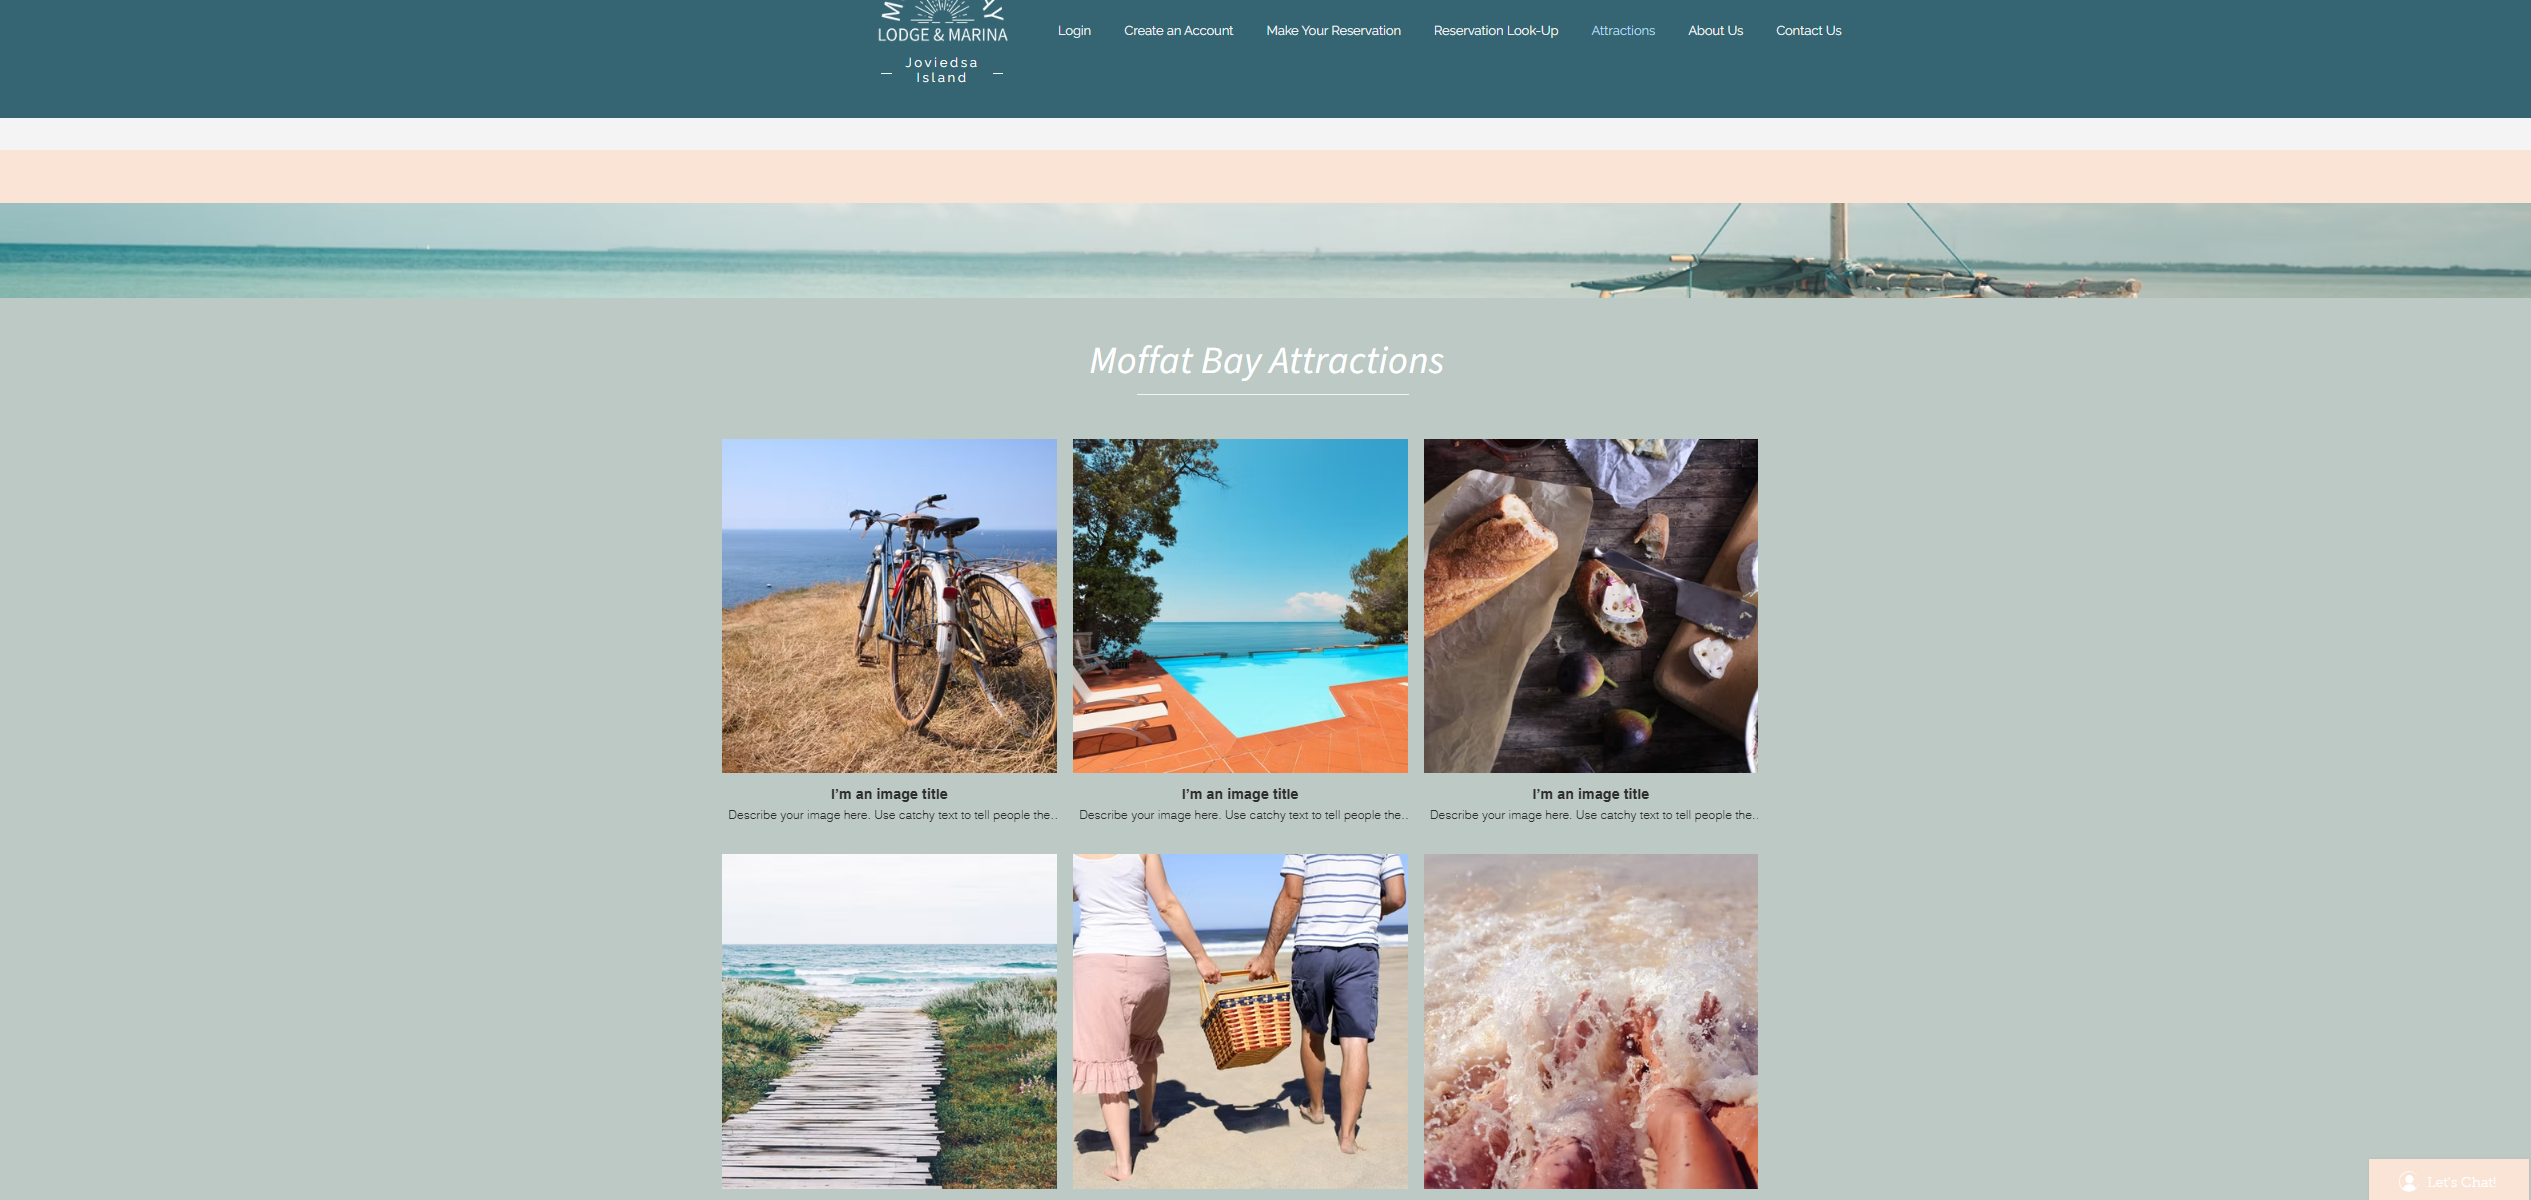 LODGE & MARINA
Joviedsa
Island
Login
Create an Account
Make Your Reservation
Reservation Look-Up
Attractions
About Us
Contact Us
Moffat Bay Attractions
I'm an image title
Describe your image here. Use catchy text to tell people the..
I'm an image title
Describe your image here. Use catchy text to tell people the..
I'm an image title
Describe your image here. Use catchy text to tell people the..
Let's Chat!